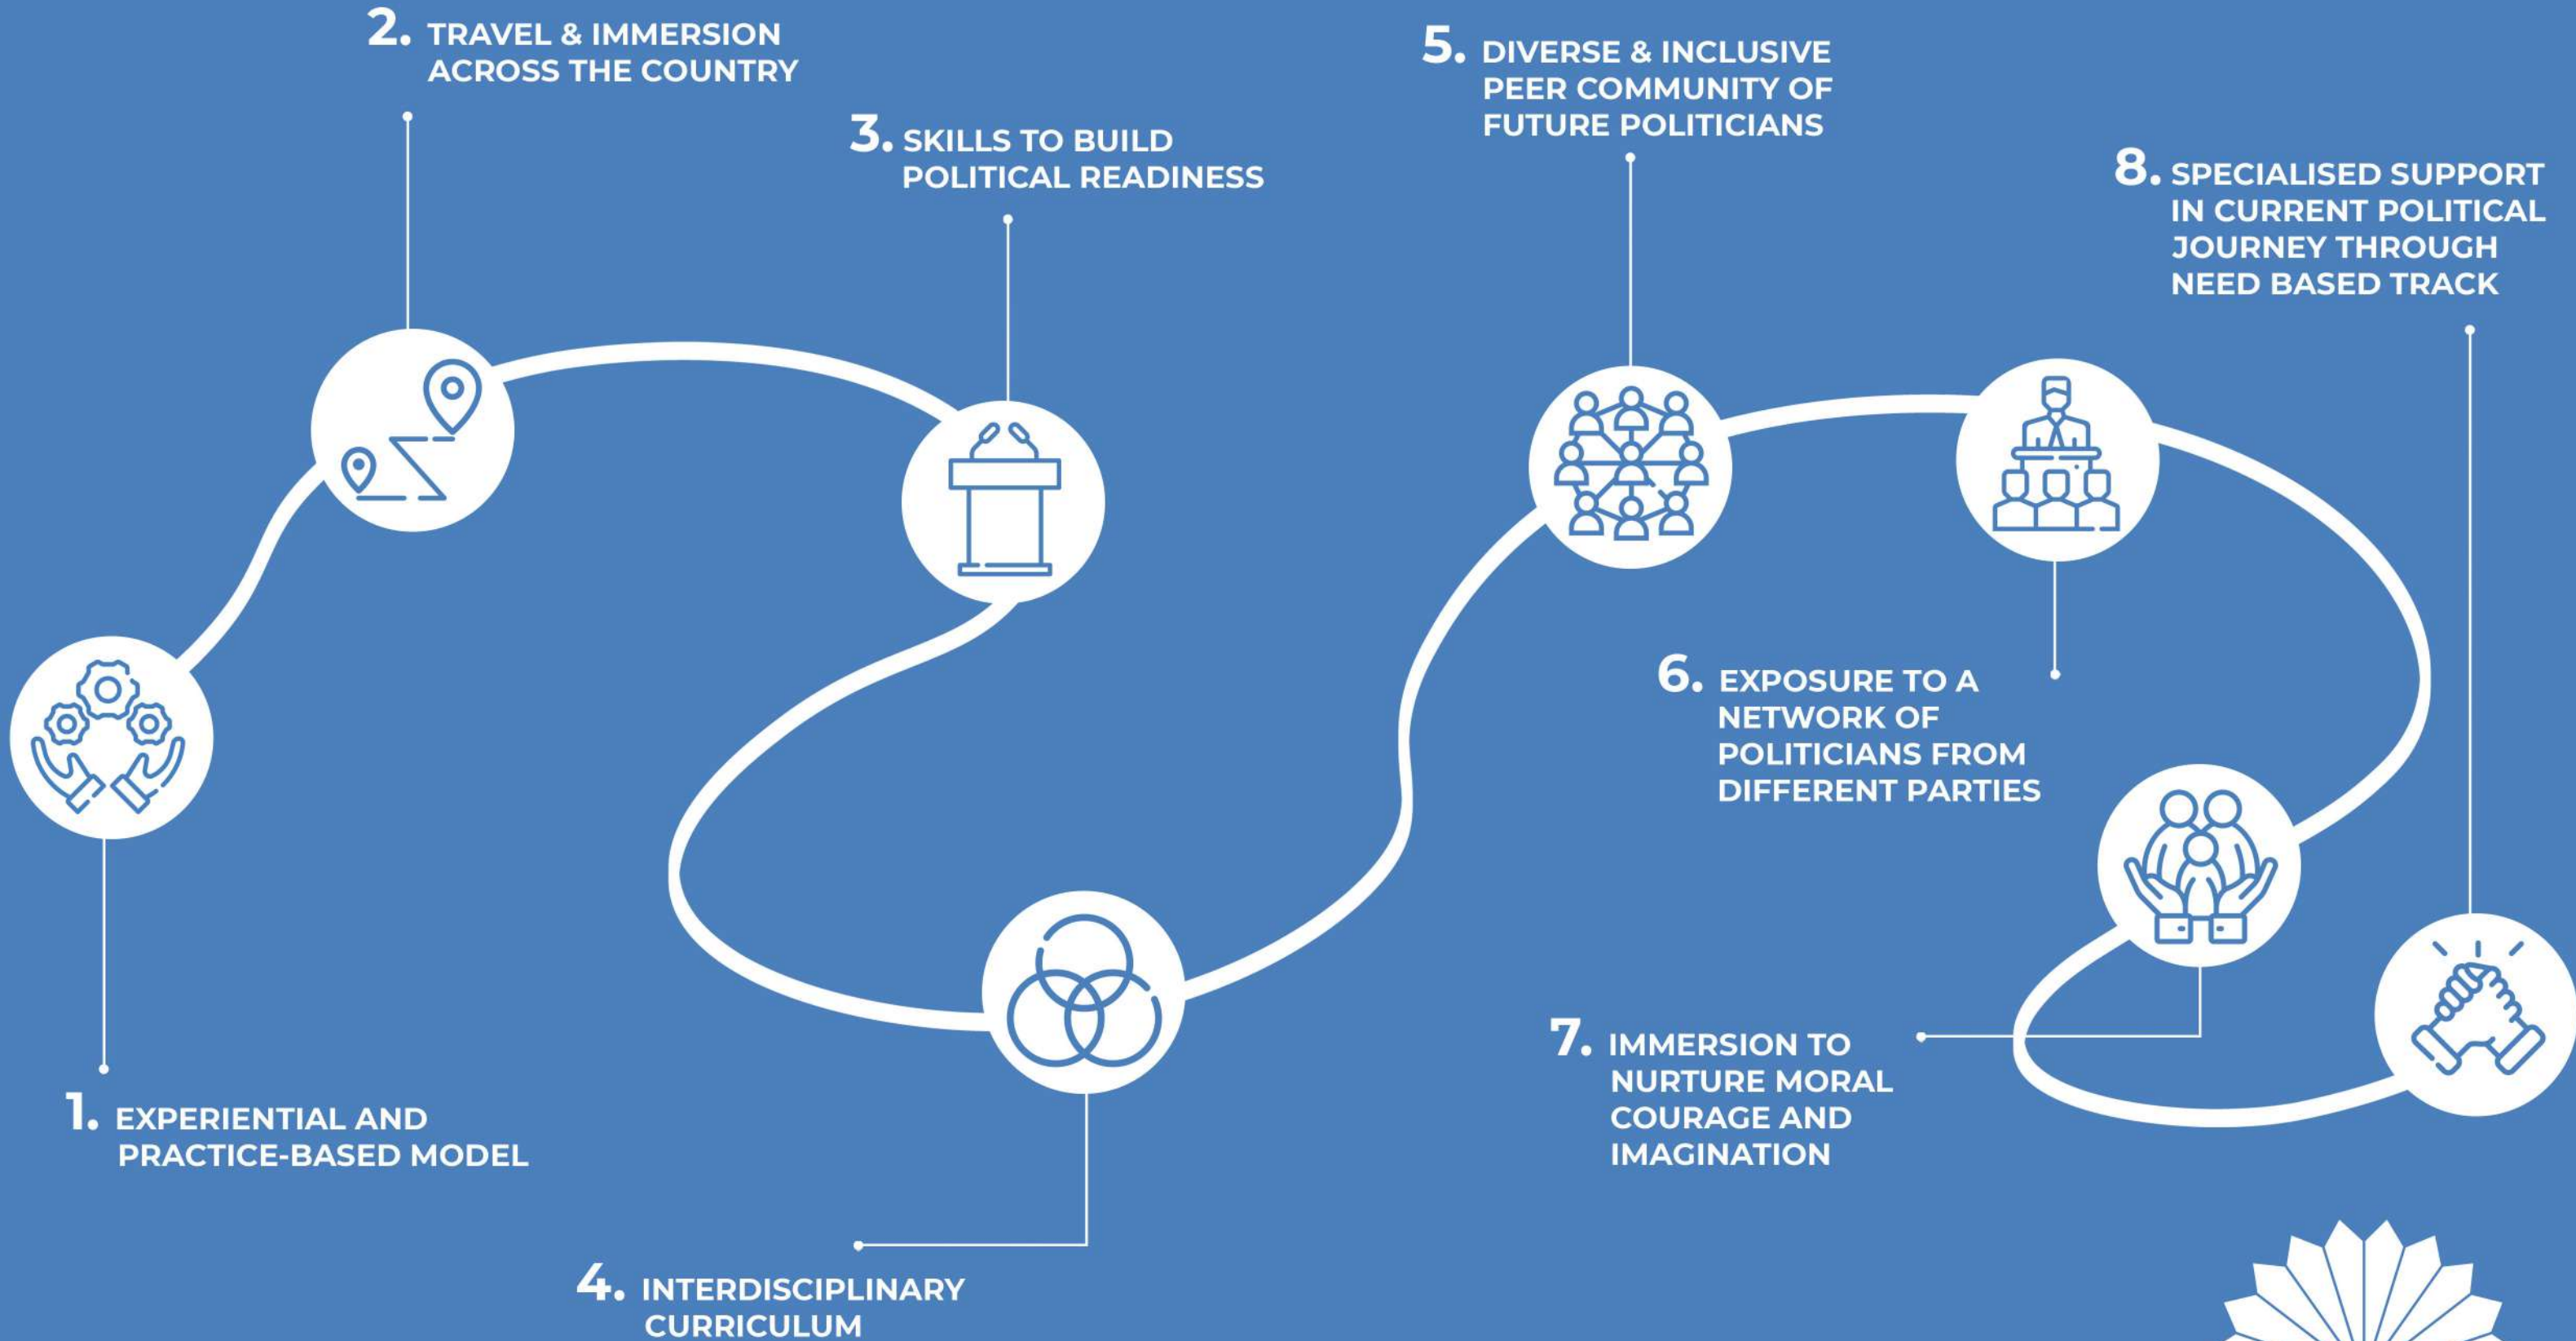 1. EXPERIENTIAL AND
PRACTICE-BASED MODEL
2. TRAVEL & IMMERSION
ACROSS THE COUNTRY
3. SKILLS TO BUILD
POLITICAL READINESS
4. INTERDISCIPLINARY
CURRICULUM
5. DIVERSE & INCLUSIVE
PEER COMMUNITY OF
FUTURE POLITICIANS
6. EXPOSURE TO A
NETWORK OF
POLITICIANS FROM
DIFFERENT PARTIES
7. IMMERSION TO
NURTURE MORAL
COURAGE AND
IMAGINATION
8. SPECIALISED SUPPORT
IN CURRENT POLITICAL
JOURNEY THROUGH
NEED BASED TRACK